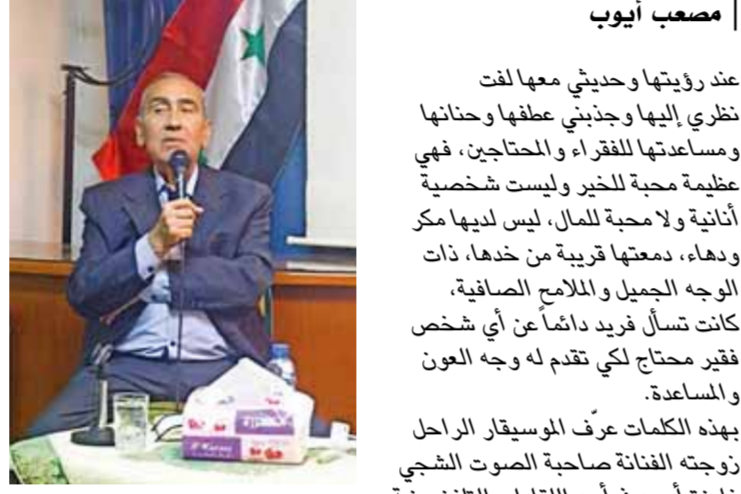 مصعب أيوب
عند رؤيتها وحديثي معها لفت
نظري إليها وجذبني عطفها وحنانها
ومساعدتها للفقراء والمحتاجين، فهي
عظيمة محبة للخير وليست شخصية
أنانية ولا محبة للمال، ليس لديها مكر
ودهاء، دمعتها قريبة من خدها، ذات
الوجه الجميل والملامح الصافية،
كانت تسأل فريد دائماً عن أي شخص
فقير محتاج لكي تقدم له وجه العون
والمساعدة.
بهذه الكلمات عرّف الموسيقار الراحل
زوجته الفنانة صاحبة الصوت الشجي